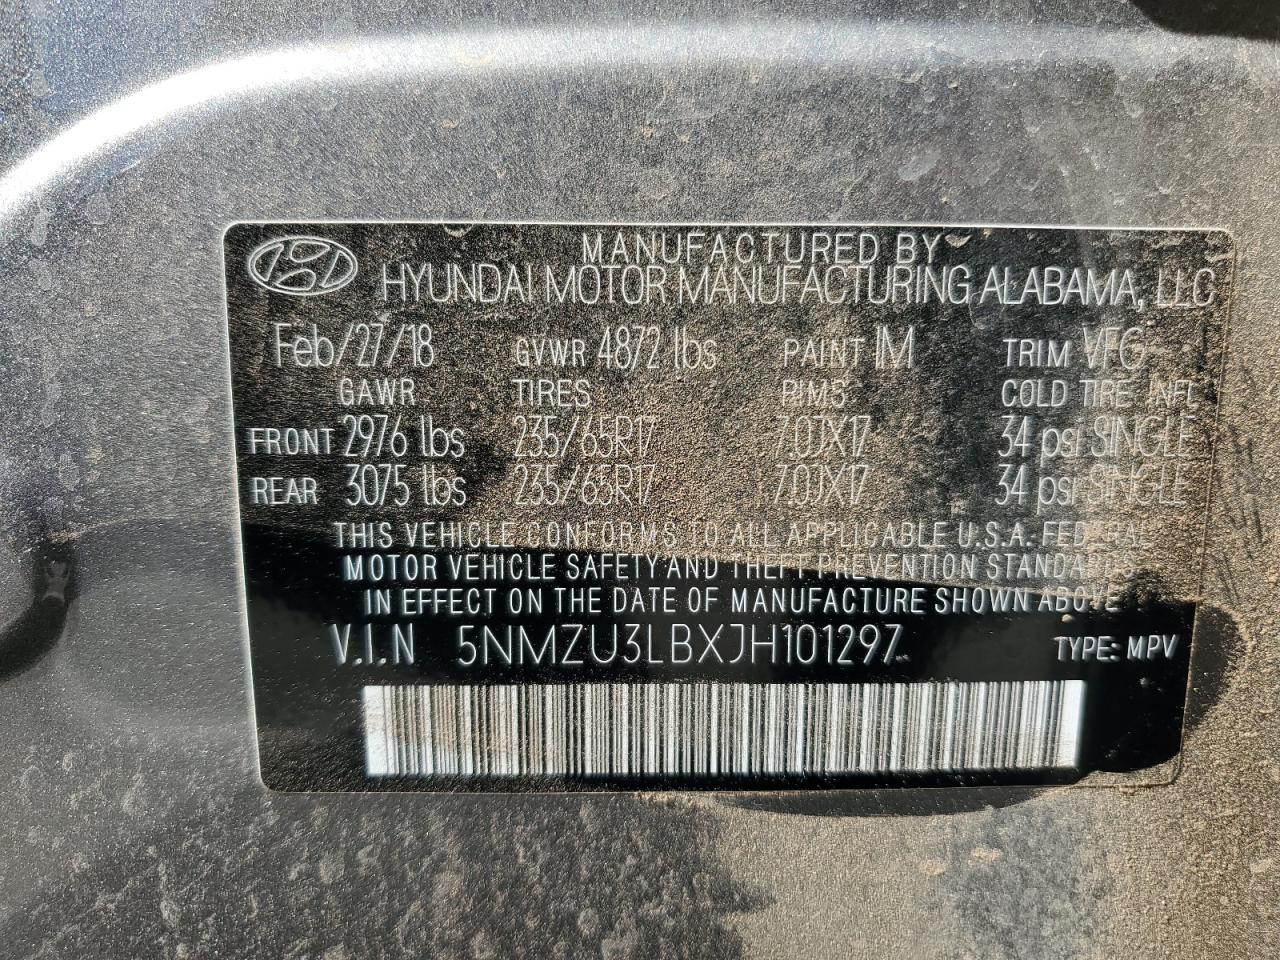 MANUFACTURED BY
HYUNDAI MOTOR MANUFACTURING ALABAMA, LLC
Feb/27/18 GVWR 4872 lbs PAINT IM TRIM VFG
GAWR TIRES RIMS COLD TIRE INFL
FRONT 2976 lbs 235/65R17 7.0JX17 34 psi SINGLE
REAR 3075 lbs 235/65R17 7.0JX17 34 psi SINGLE
THIS VEHICLE CONFORMS TO ALL APPLICABLE U.S.A. FEDERAL
MOTOR VEHICLE SAFETY AND THEFT PREVENTION STANDARDS
IN EFFECT ON THE DATE OF MANUFACTURE SHOWN ABOVE
V.I.N 5NMZU3LBXJH101297 TYPE: MPV